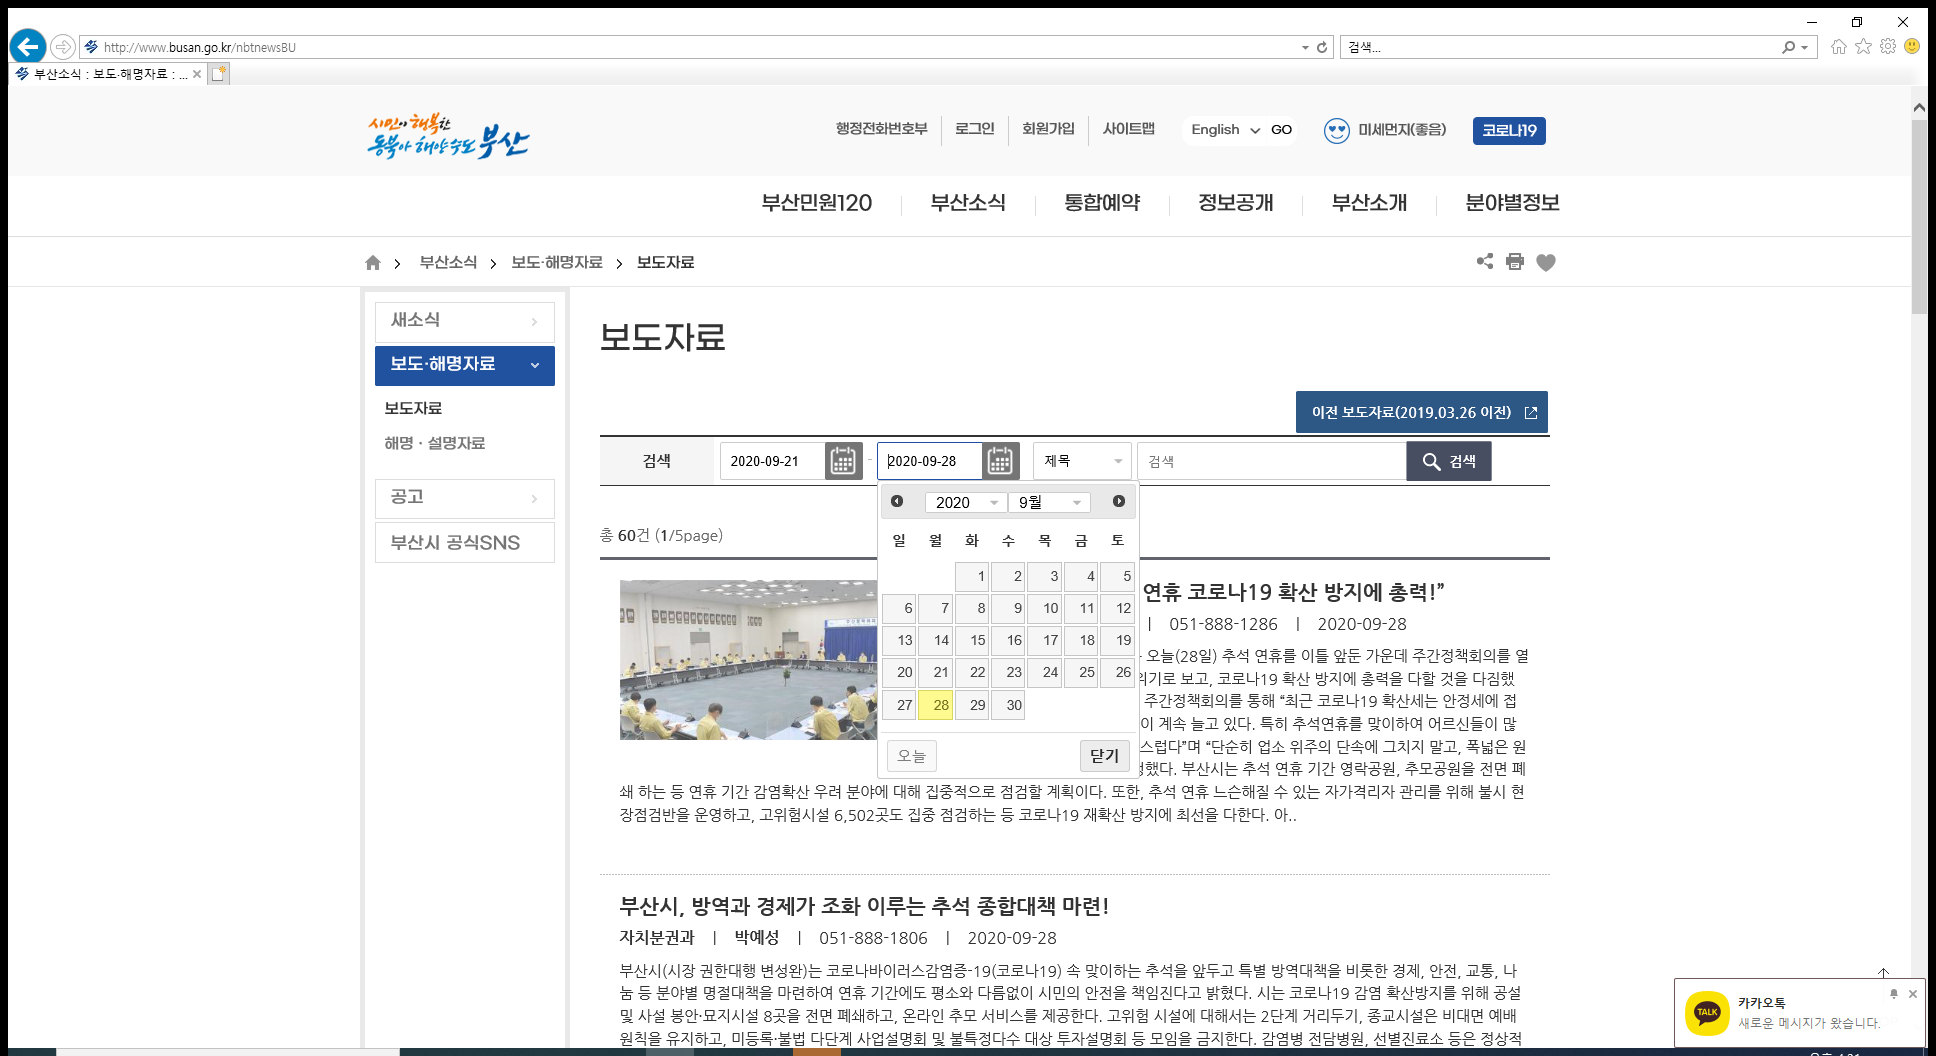 http://www.busan.go.kr/nbtnewsBU
검색...
부산소식 : 보도·해명자료 : ...
시민이 행복한
동북아 해양수도 부산
행정전화번호부
로그인
회원가입
사이트맵
English
GO
미세먼지(좋음)
코로나19
부산민원120
부산소식
통합예약
정보공개
부산소개
분야별정보
부산소식
보도·해명자료
보도자료
새소식
보도·해명자료
보도자료
해명 · 설명자료
공고
부산시 공식SNS
보도자료
이전 보도자료(2019.03.26 이전)
검색
2020-09-21
-
2020-09-28
제목
검색
검색
2020
9월
일 월 화 수 목 금 토
1 2 3 4 5
6 7 8 9 10 11 12
13 14 15 16 17 18 19
20 21 22 23 24 25 26
27 28 29 30
오늘
닫기
총 60건 (1/5page)
연휴 코로나19 확산 방지에 총력!”
| 051-888-1286 | 2020-09-28
오늘(28일) 추석 연휴를 이틀 앞둔 가운데 주간정책회의를 열
위기로 보고, 코로나19 확산 방지에 총력을 다할 것을 다짐했
주간정책회의를 통해 “최근 코로나19 확산세는 안정세에 접
이 계속 늘고 있다. 특히 추석연휴를 맞이하여 어르신들이 많
스럽다”며 “단순히 업소 위주의 단속에 그치지 말고, 폭넓은 원
했다. 부산시는 추석 연휴 기간 영락공원, 추모공원을 전면 폐
쇄 하는 등 연휴 기간 감염확산 우려 분야에 대해 집중적으로 점검할 계획이다. 또한, 추석 연휴 느슨해질 수 있는 자가격리자 관리를 위해 불시 현
장점검반을 운영하고, 고위험시설 6,502곳도 집중 점검하는 등 코로나19 재확산 방지에 최선을 다한다. 아..
부산시, 방역과 경제가 조화 이루는 추석 종합대책 마련!
자치분권과 | 박예성 | 051-888-1806 | 2020-09-28
부산시(시장 권한대행 변성완)는 코로나바이러스감염증-19(코로나19) 속 맞이하는 추석을 앞두고 특별 방역대책을 비롯한 경제, 안전, 교통, 나
눔 등 분야별 명절대책을 마련하여 연휴 기간에도 평소와 다름없이 시민의 안전을 책임진다고 밝혔다. 시는 코로나19 감염 확산방지를 위해 공설
및 사설 봉안·묘지시설 8곳을 전면 폐쇄하고, 온라인 추모 서비스를 제공한다. 고위험 시설에 대해서는 2단계 거리두기, 종교시설은 비대면 예배
원칙을 유지하고, 미등록·불법 다단계 사업설명회 및 불특정다수 대상 투자설명회 등 모임을 금지한다. 감염병 전담병원, 선별진료소 등은 정상적
TALK
카카오톡
새로운 메시지가 왔습니다.